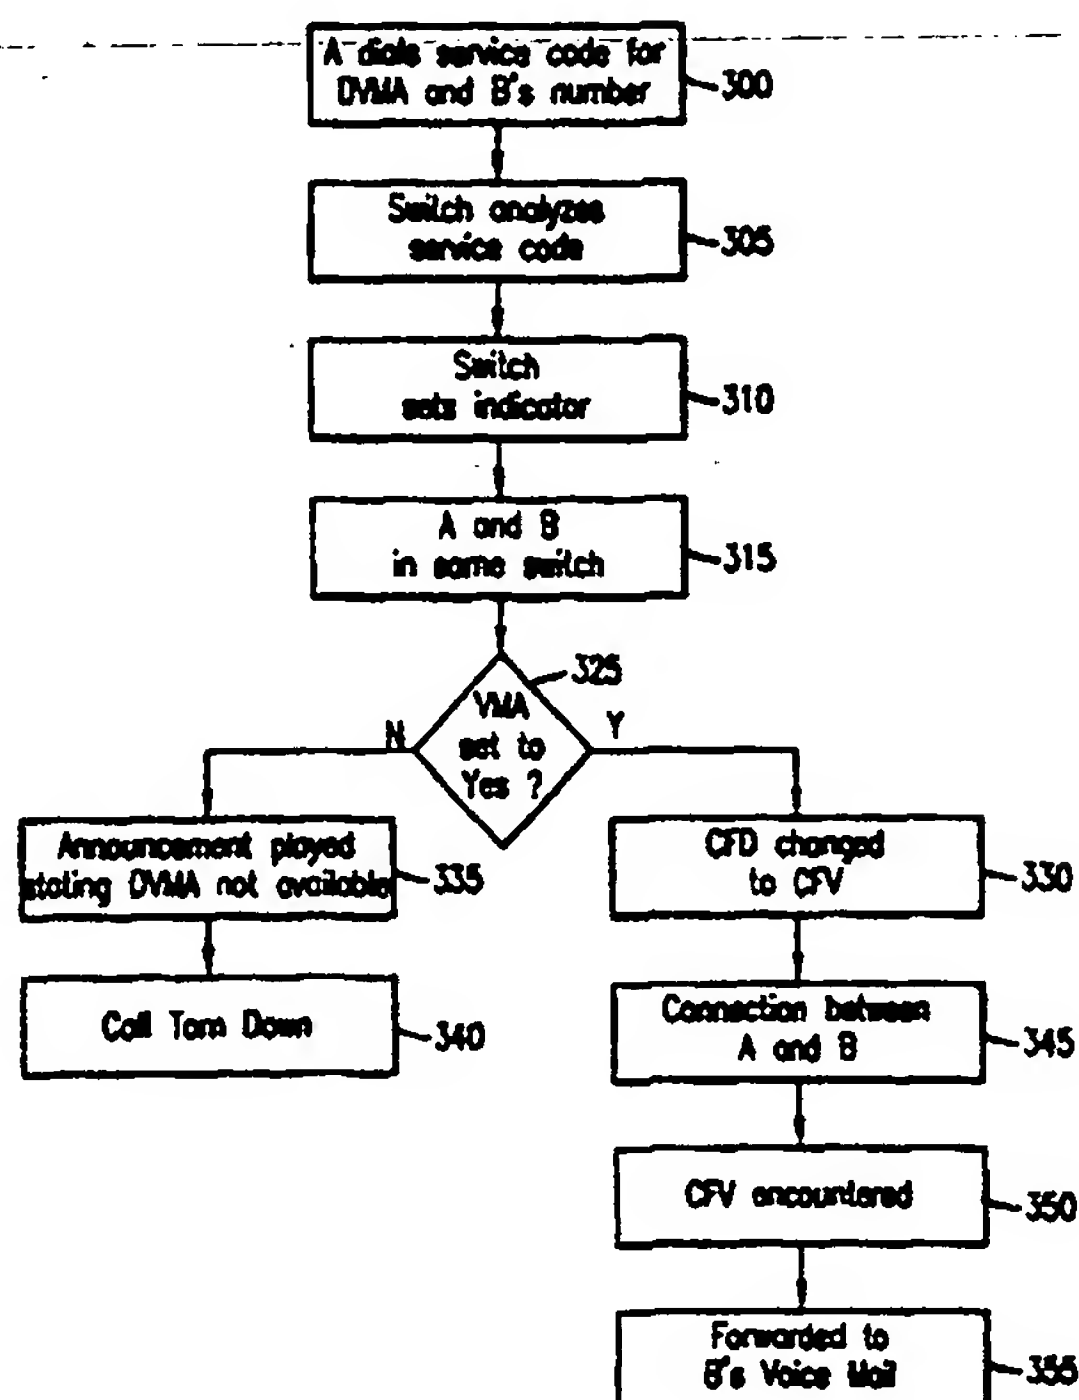 A dials service code for
DVMA and B's number
300
Switch analyzes
service code
305
Switch
sets indicator
310
A and B
in same switch
315
325
VMA
set to
Yes ?
N
Y
Announcement played
stating DVMA not available
335
CFD changed
to CFV
330
Call Torn Down
340
Connection between
A and B
345
CFV encountered
350
Forwarded to
B's Voice Mail
355